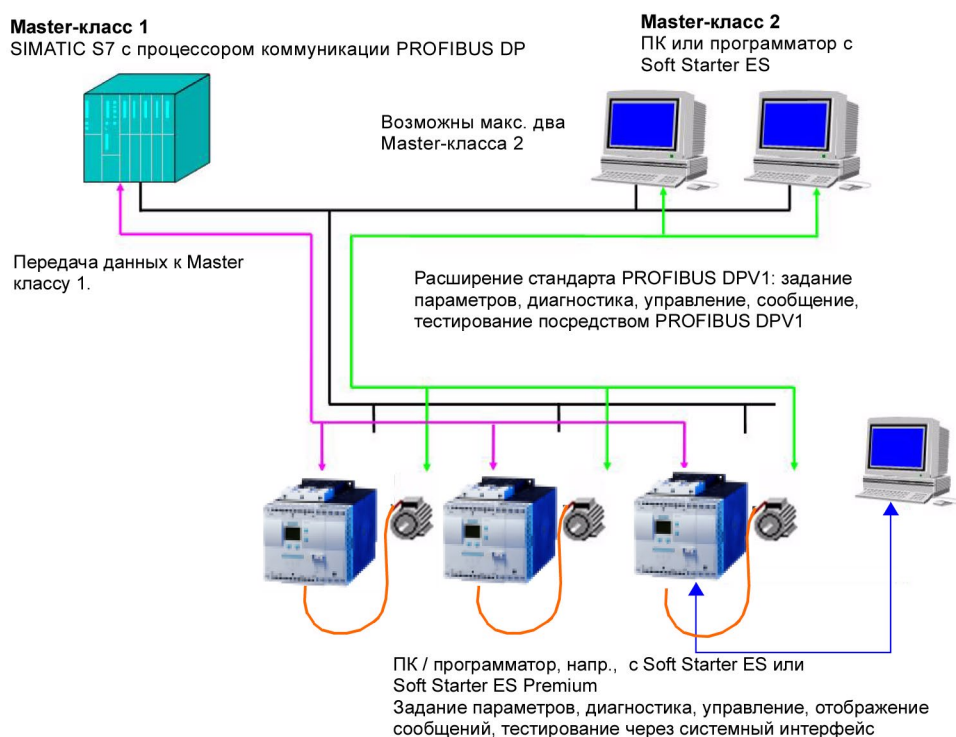 Master-класс 1
SIMATIC S7 с процессором коммуникации PROFIBUS DP
Master-класс 2
ПК или программатор с
Soft Starter ES
Возможны макс. два
Master-класса 2
Передача данных к Master
классу 1.
Расширение стандарта PROFIBUS DPV1: задание
параметров, диагностика, управление, сообщение,
тестирование посредством PROFIBUS DPV1
ПК / программатор, напр.,  с Soft Starter ES или
Soft Starter ES Premium
Задание параметров, диагностика, управление, отображение
сообщений, тестирование через системный интерфейс